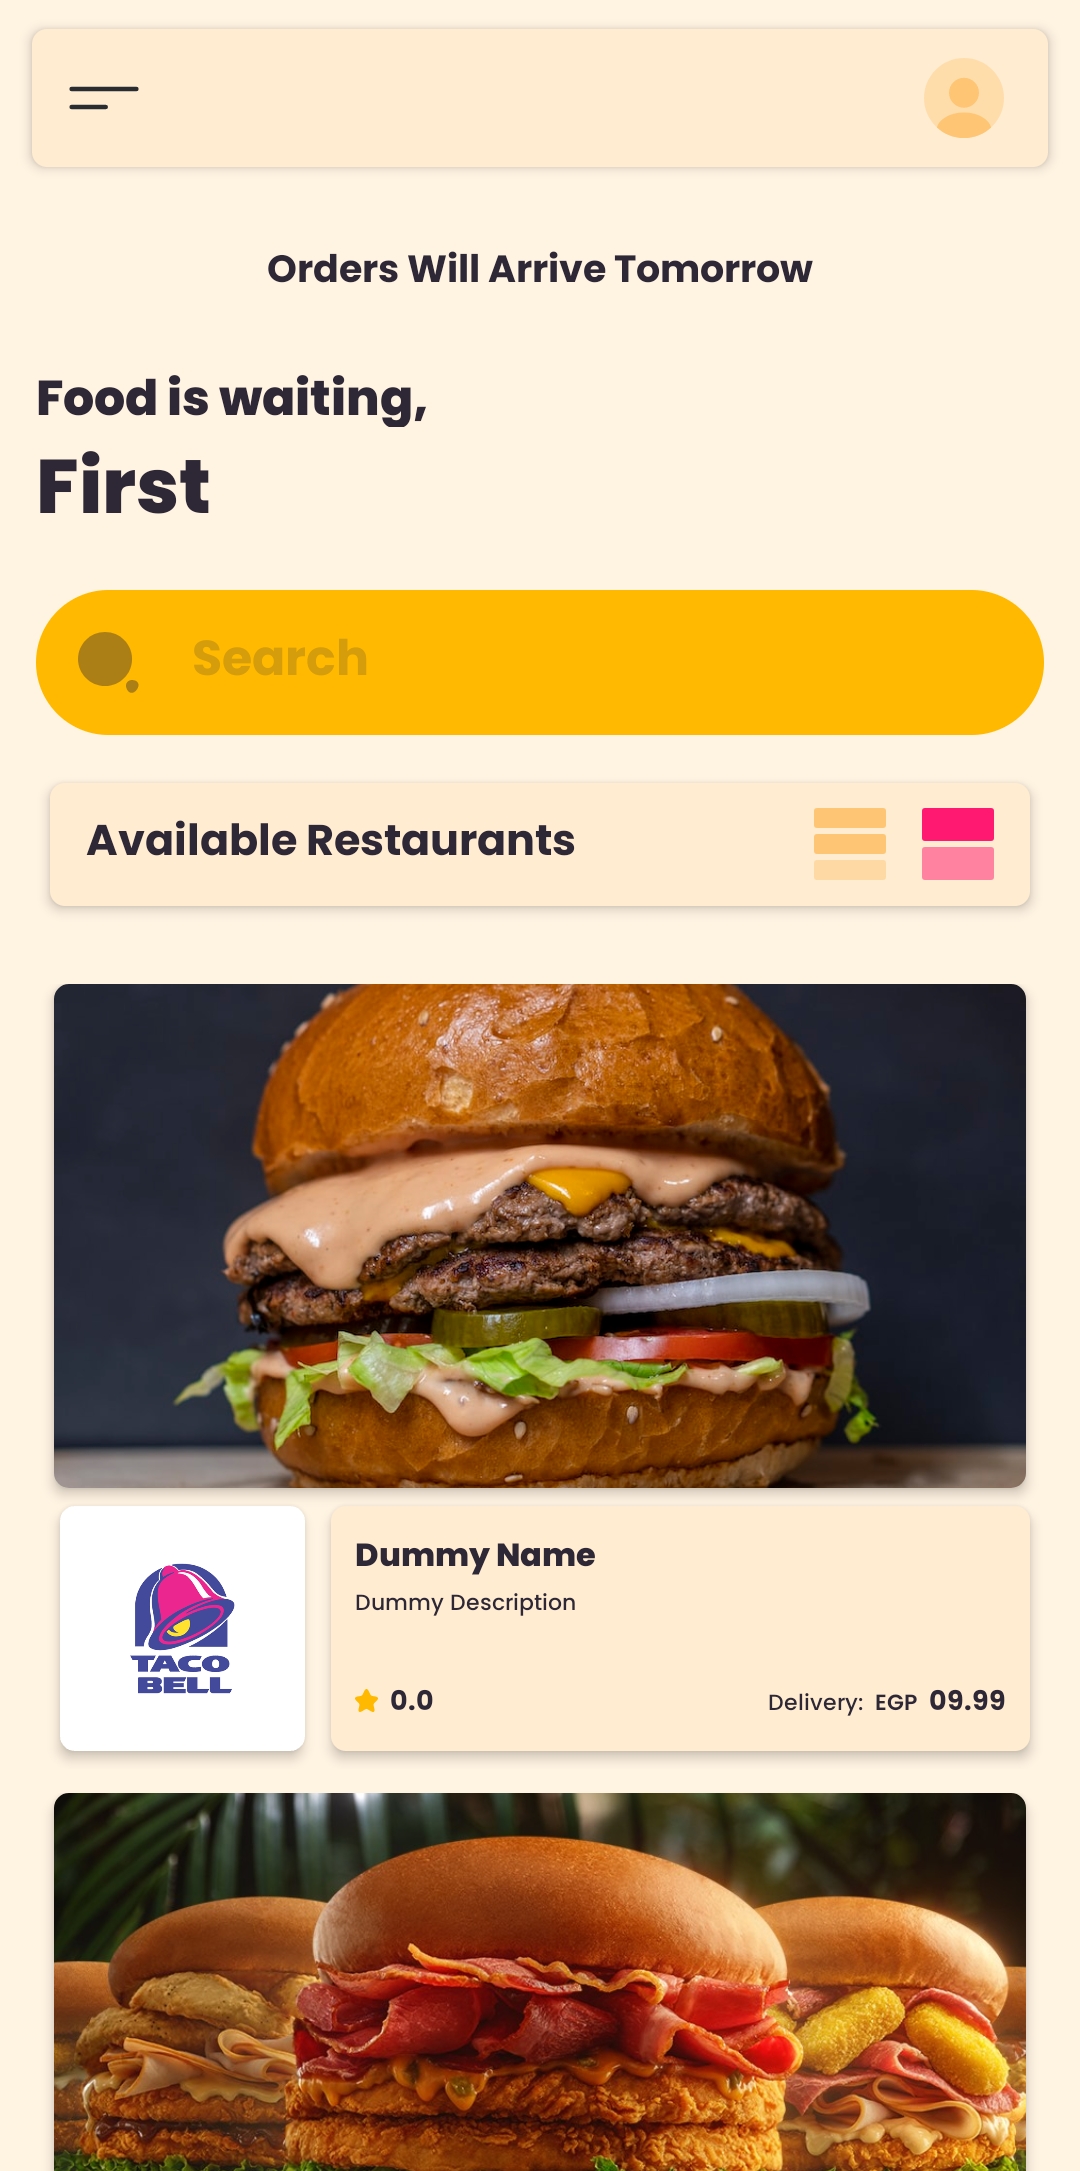 Orders Will Arrive Tomorrow
Food is waiting,
First
Search
Available Restaurants
TACO
BELL
Dummy Name
Dummy Description
0.0
Delivery: EGP 09.99